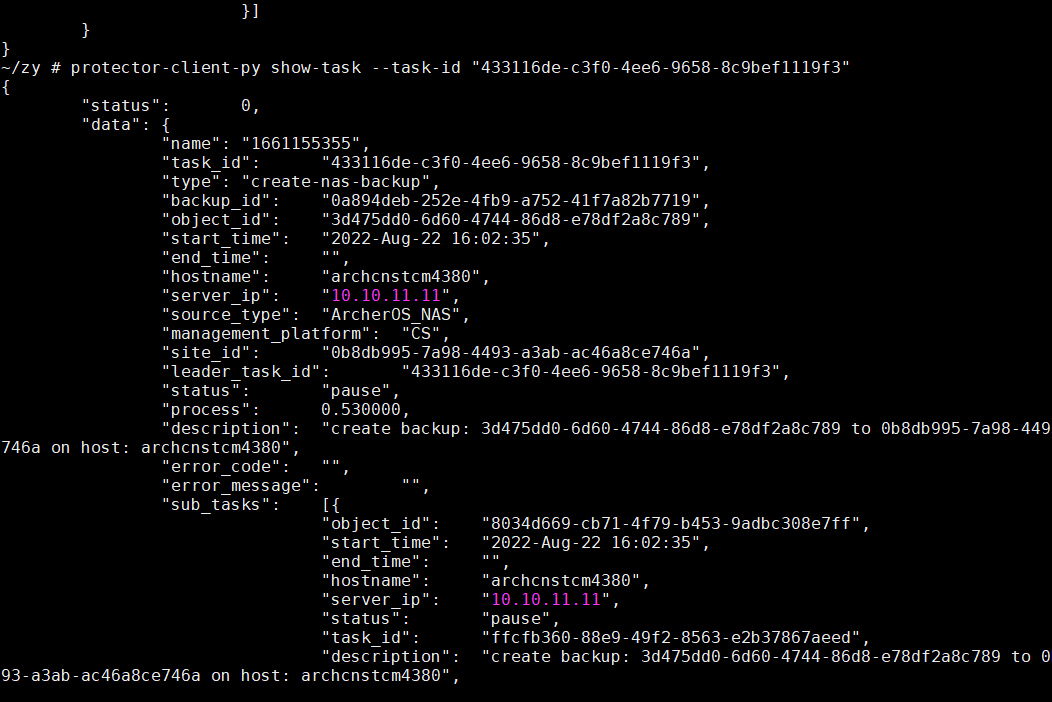 }]
}
}
~/zy # protector-client-py show-task --task-id "433116de-c3f0-4ee6-9658-8c9bef1119f3"
{
"status": 0,
"data": {
"name": "1661155355",
"task_id": "433116de-c3f0-4ee6-9658-8c9bef1119f3",
"type": "create-nas-backup",
"backup_id": "0a894deb-252e-4fb9-a752-41f7a82b7719",
"object_id": "3d475dd0-6d60-4744-86d8-e78df2a8c789",
"start_time": "2022-Aug-22 16:02:35",
"end_time": "",
"hostname": "archcnstcm4380",
"server_ip": "10.10.11.11",
"source_type": "ArcherOS_NAS",
"management_platform": "CS",
"site_id": "0b8db995-7a98-4493-a3ab-ac46a8ce746a",
"leader_task_id": "433116de-c3f0-4ee6-9658-8c9bef1119f3",
"status": "pause",
"process": 0.530000,
"description": "create backup: 3d475dd0-6d60-4744-86d8-e78df2a8c789 to 0b8db995-7a98-449
746a on host: archcnstcm4380",
"error_code": "",
"error_message": "",
"sub_tasks": [{
"object_id": "8034d669-cb71-4f79-b453-9adbc308e7ff",
"start_time": "2022-Aug-22 16:02:35",
"end_time": "",
"hostname": "archcnstcm4380",
"server_ip": "10.10.11.11",
"status": "pause",
"task_id": "ffcfb360-88e9-49f2-8563-e2b37867aeed",
"description": "create backup: 3d475dd0-6d60-4744-86d8-e78df2a8c789 to 0
93-a3ab-ac46a8ce746a on host: archcnstcm4380",